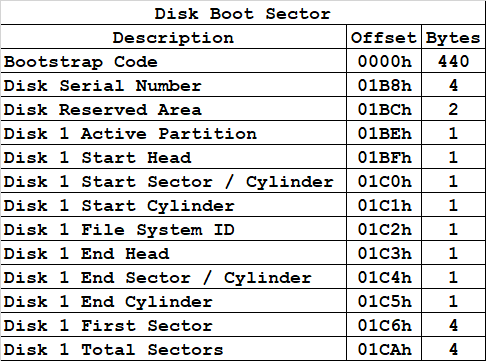 Disk Boot Sector
Description Offset Bytes
Bootstrap Code 0000h 440
Disk Serial Number 01B8h 4
Disk Reserved Area 01BCh 2
Disk 1 Active Partition 01BEh 1
Disk 1 Start Head 01BFh 1
Disk 1 Start Sector / Cylinder 01C0h 1
Disk 1 Start Cylinder 01C1h 1
Disk 1 File System ID 01C2h 1
Disk 1 End Head 01C3h 1
Disk 1 End Sector / Cylinder 01C4h 1
Disk 1 End Cylinder 01C5h 1
Disk 1 First Sector 01C6h 4
Disk 1 Total Sectors 01CAh 4